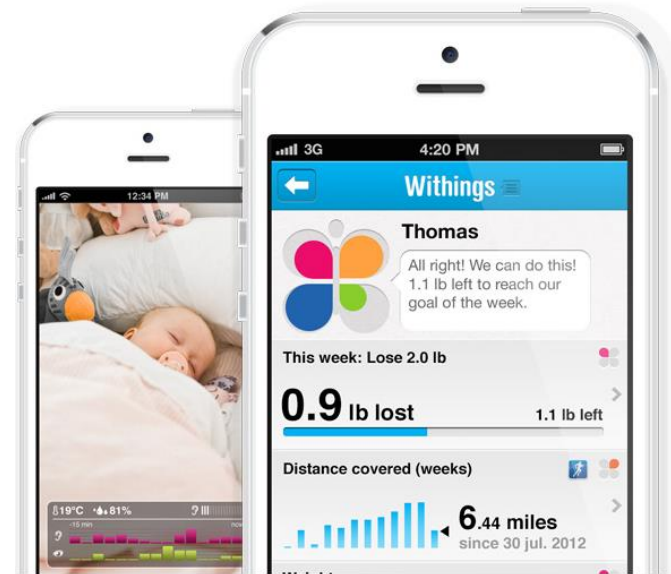 12:34 PM
19°C 81%
-15 min
now
3G 4:20 PM
Withings
Thomas
All right! We can do this!
1.1 lb left to reach our
goal of the week.
This week: Lose 2.0 lb
0.9 lb lost 1.1 lb left
Distance covered (weeks)
6.44 miles
since 30 jul. 2012